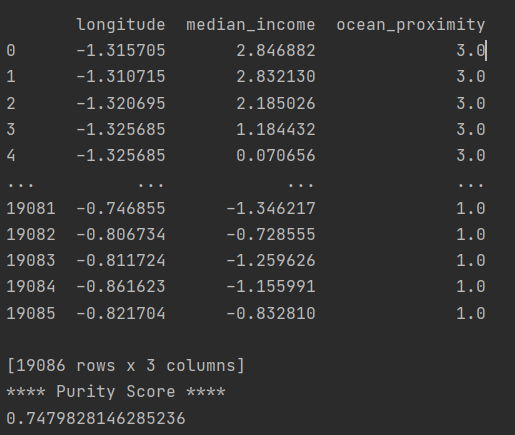 longitude median_income ocean_proximity
0 -1.315705 2.846882 3.0
1 -1.310715 2.832130 3.0
2 -1.320695 2.185026 3.0
3 -1.325685 1.184432 3.0
4 -1.325685 0.070656 3.0
... ... ... ...
19081 -0.746855 -1.346217 1.0
19082 -0.806734 -0.728555 1.0
19083 -0.811724 -1.259626 1.0
19084 -0.861623 -1.155991 1.0
19085 -0.821704 -0.832810 1.0
[19086 rows x 3 columns]
**** Purity Score ****
0.7479828146285236